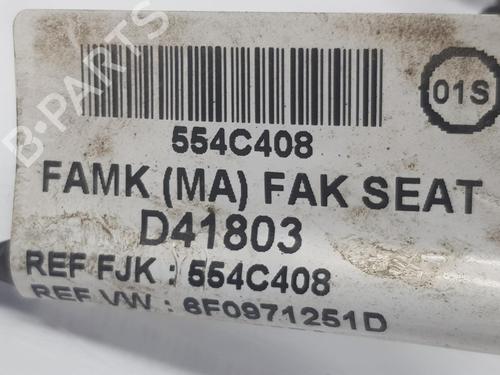 B-PARTS
01S
554C408
FAMK (MA) FAK SEAT
D41803
REF FJK : 554C408
REF VW : 6F0971251D